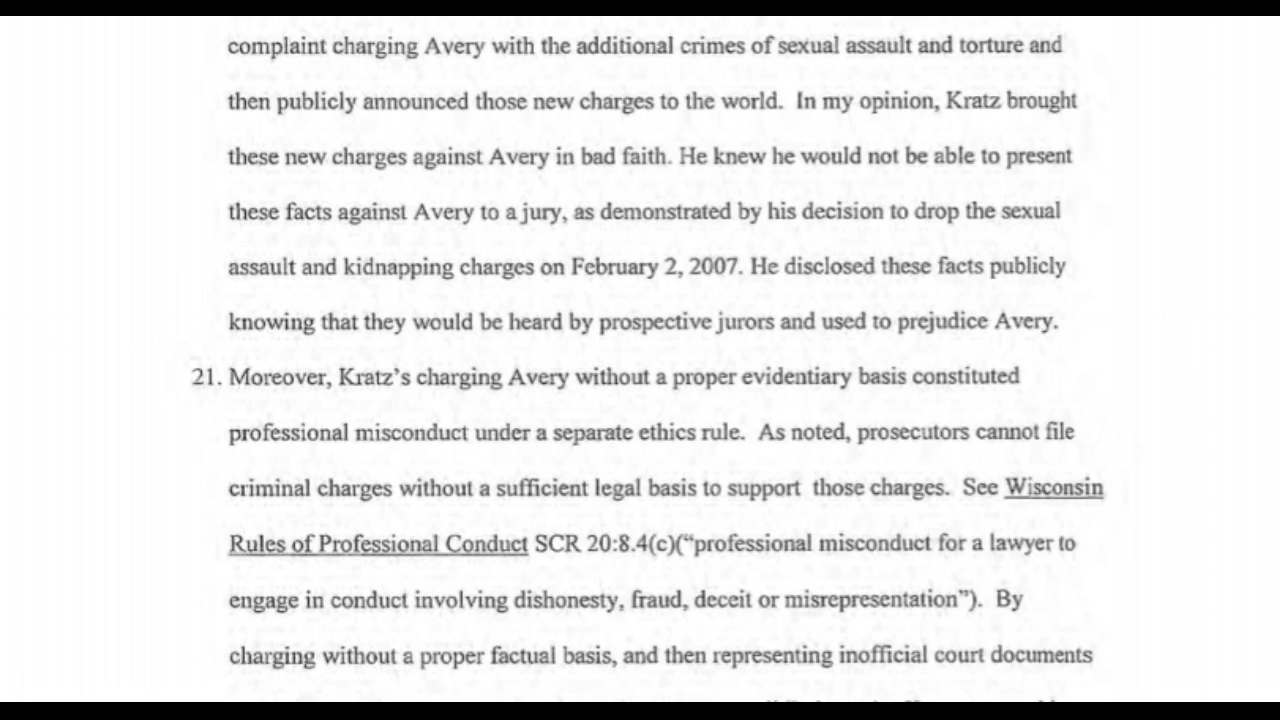 complaint charging Avery with the additional crimes of sexual assault and torture and
then publicly announced those new charges to the world. In my opinion, Kratz brought
these new charges against Avery in bad faith. He knew he would not be able to present
these facts against Avery to a jury, as demonstrated by his decision to drop the sexual
assault and kidnapping charges on February 2, 2007. He disclosed these facts publicly
knowing that they would be heard by prospective jurors and used to prejudice Avery.
21. Moreover, Kratz's charging Avery without a proper evidentiary basis constituted
professional misconduct under a separate ethics rule. As noted, prosecutors cannot file
criminal charges without a sufficient legal basis to support those charges. See Wisconsin
Rules of Professional Conduct SCR 20:8.4(c)("professional misconduct for a lawyer to
engage in conduct involving dishonesty, fraud, deceit or misrepresentation"). By
charging without a proper factual basis, and then representing inofficial court documents